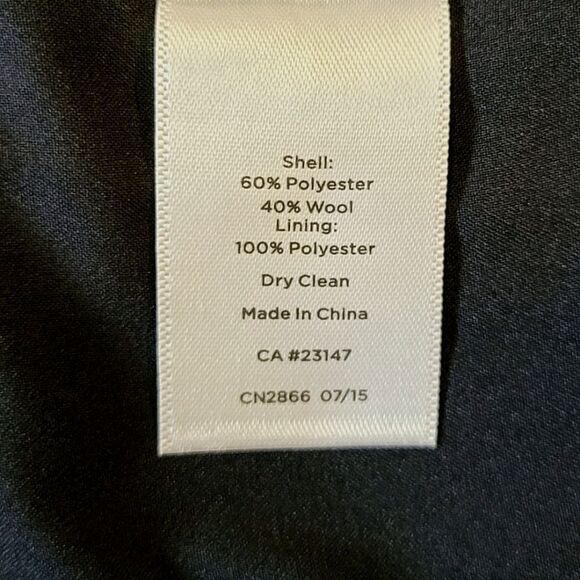 Shell:
60% Polyester
40% Wool
Lining:
100% Polyester
Dry Clean
Made In China
CA #23147
CN2866 07/15